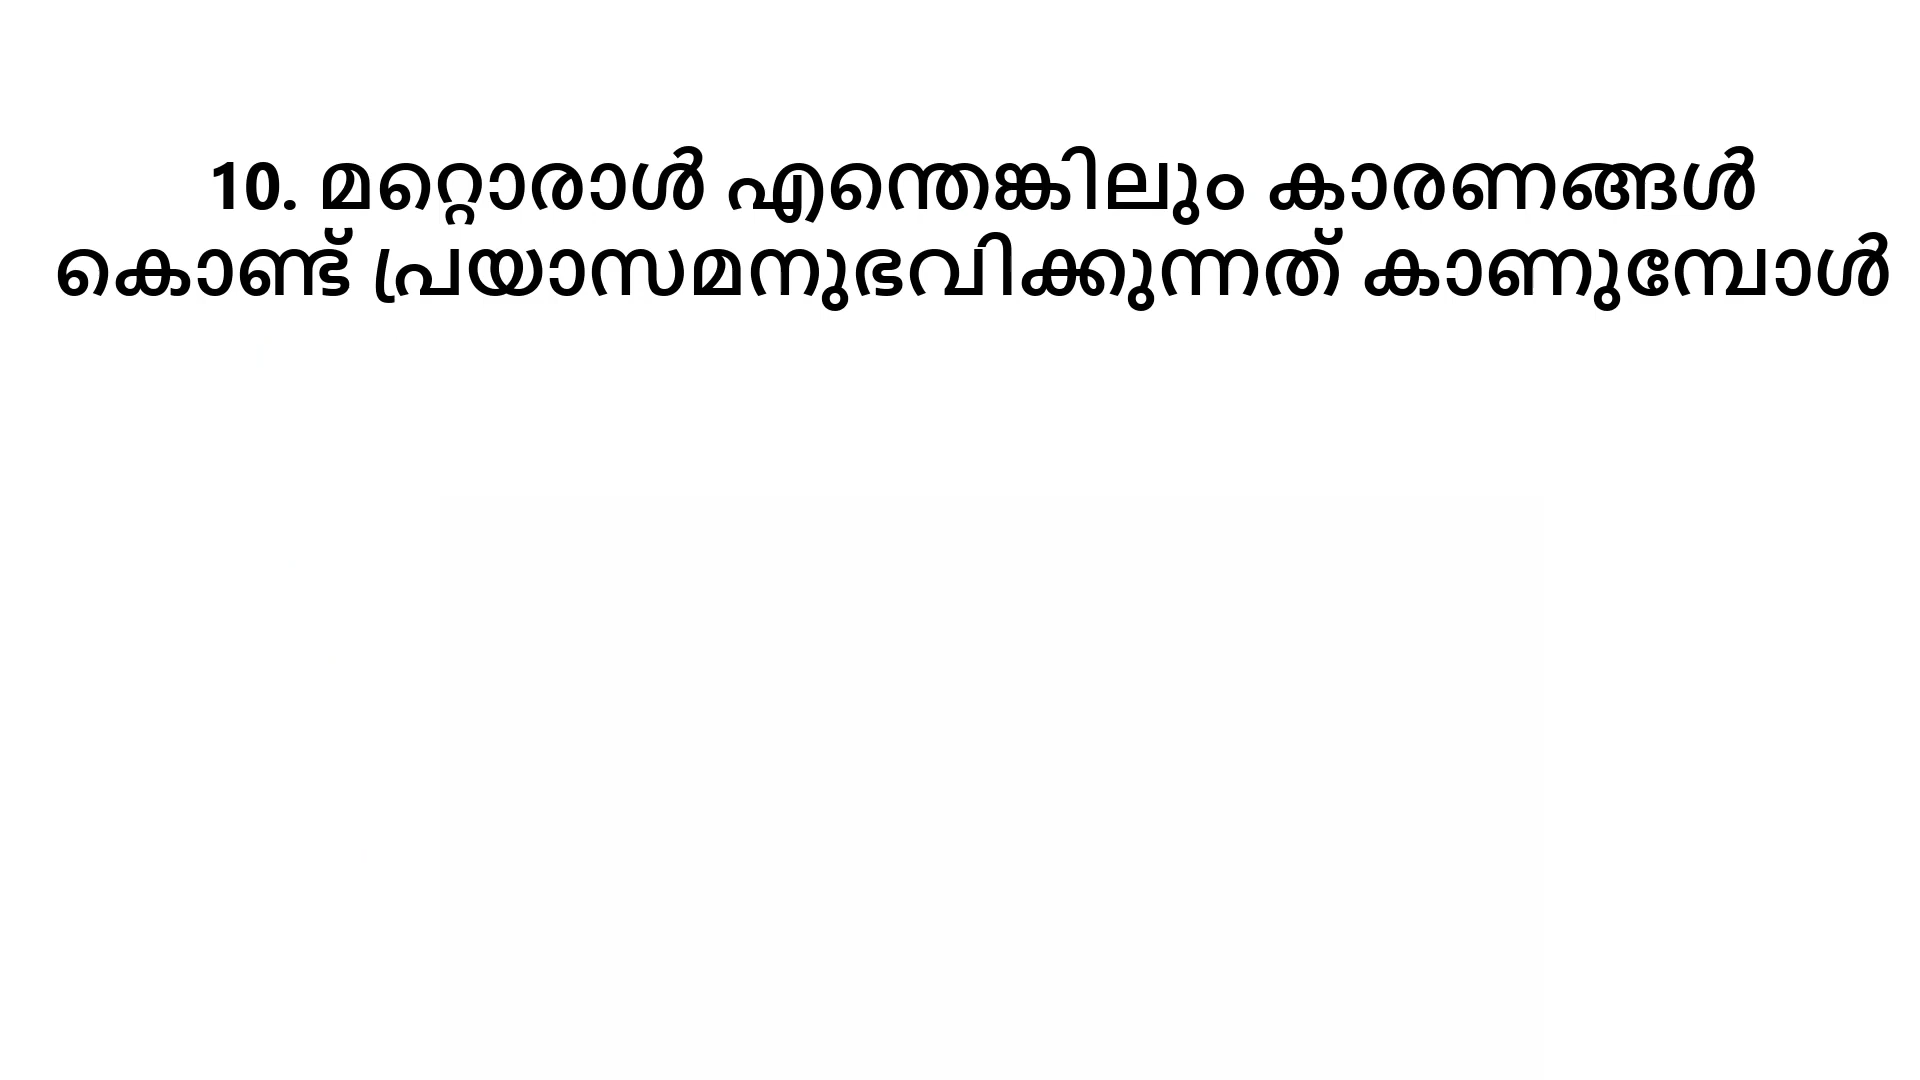 10. മറ്റൊരാൾ എന്തെങ്കിലും കാരണങ്ങൾ
കൊണ്ട് പ്രയാസമനുഭവിക്കുന്നത് കാണുമ്പോൾ